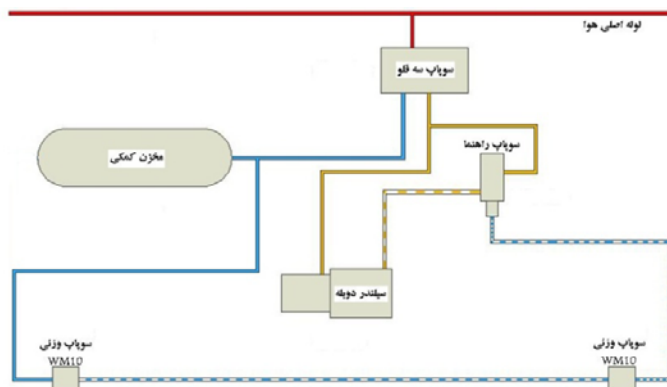 لوله اصلی هوا
سوپاپ سه قلو
سوپاپ راهنما
مخزن کمکی
سیلندر دوبله
سوپاپ وزنی
WM10
سوپاپ وزنی
WM10